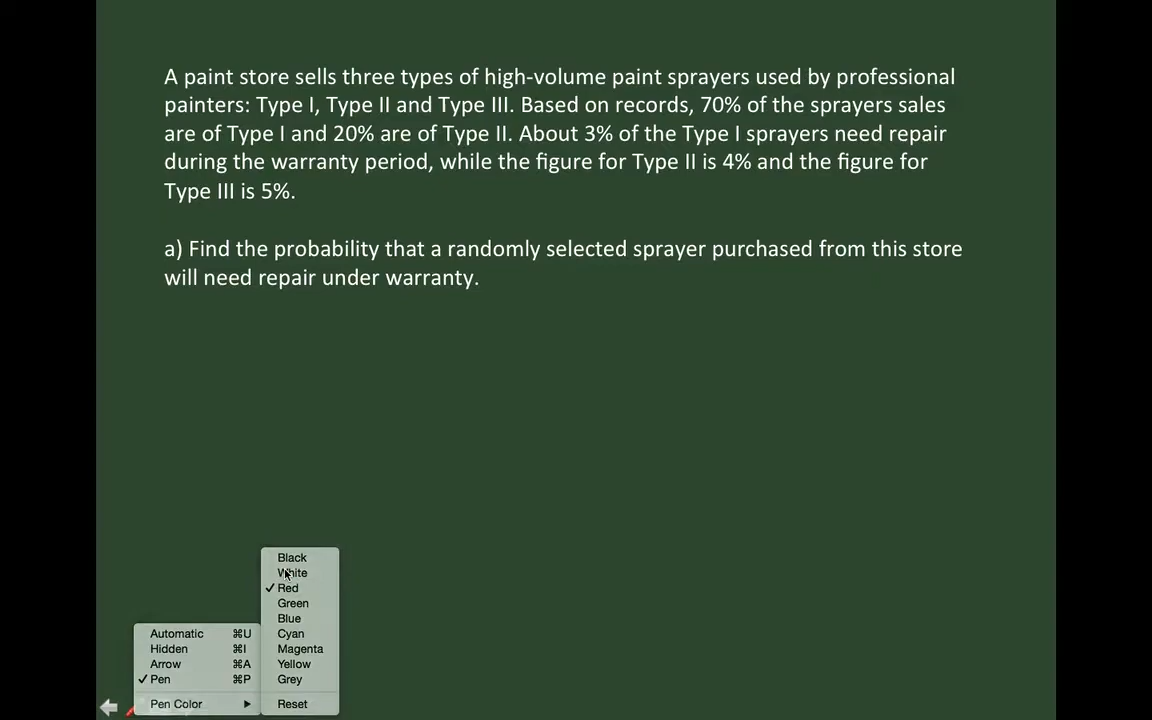 A paint store sells three types of high-volume paint sprayers used by professional
painters: Type I, Type II and Type III. Based on records, 70% of the sprayers sales
are of Type I and 20% are of Type II. About 3% of the Type I sprayers need repair
during the warranty period, while the figure for Type II is 4% and the figure for
Type III is 5%.
a) Find the probability that a randomly selected sprayer purchased from this store
will need repair under warranty.
Black
White
Red
Green
Blue
Cyan
Magenta
Yellow
Grey
Reset
Automatic ⌘U
Hidden ⌘I
Arrow ⌘A
Pen ⌘P
Pen Color